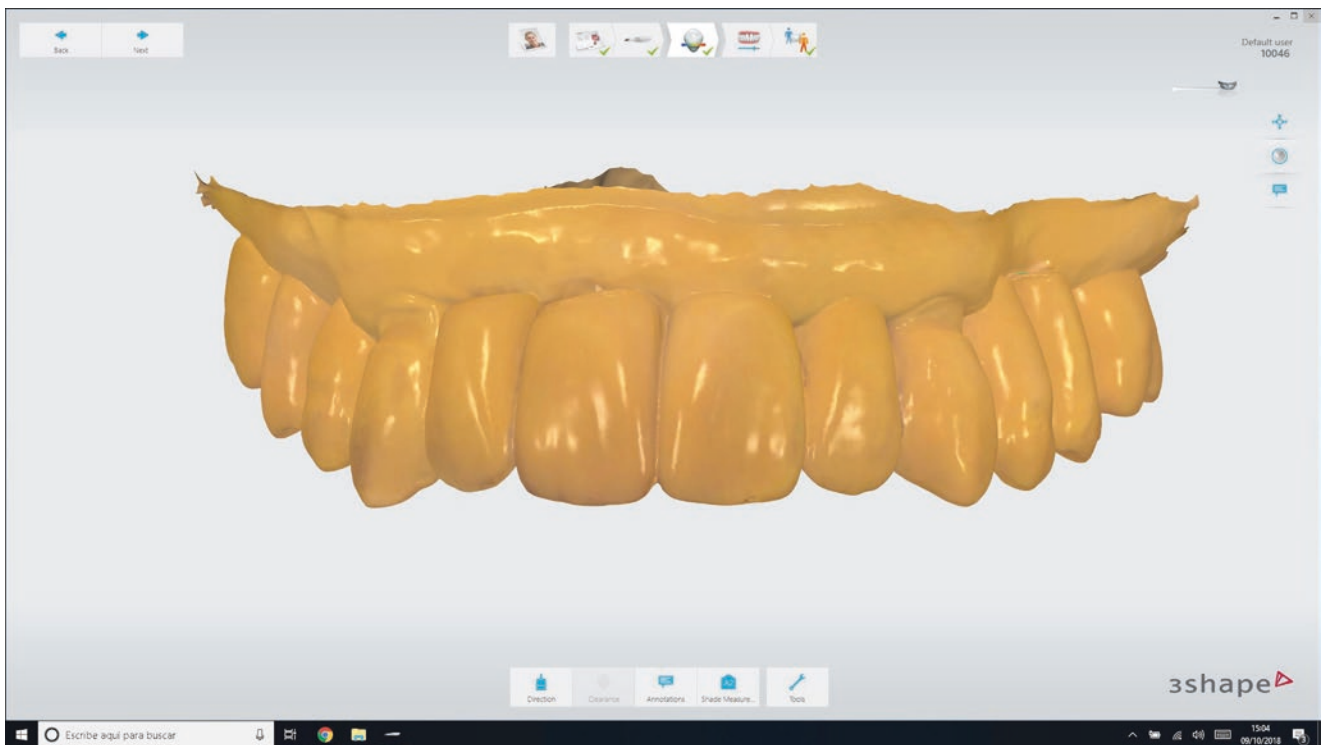 Back
Next
Default user
10046
Direction
Clearance
Annotations
Shade Measure...
Tools
3shape
Escribe aquí para buscar
15:04
09/10/2018